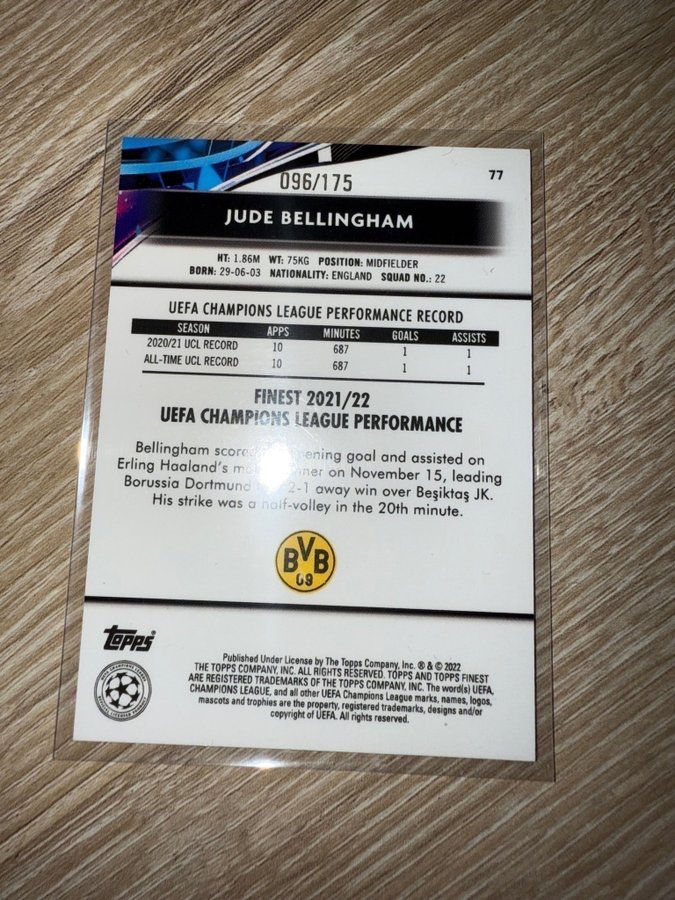 096/175
77
JUDE BELLINGHAM
HT: 1.86M WT: 75KG POSITION: MIDFIELDER
BORN: 29-06-03 NATIONALITY: ENGLAND SQUAD NO.: 22
UEFA CHAMPIONS LEAGUE PERFORMANCE RECORD
SEASON APPS MINUTES GOALS ASSISTS
2020/21 UCL RECORD 10 687 1 1
ALL-TIME UCL RECORD 10 687 1 1
FINEST 2021/22
UEFA CHAMPIONS LEAGUE PERFORMANCE
Bellingham goal and assisted on
Erling Haaland's on November 15, leading
Borussia Dortmund 2-1 away win over Beşiktaş JK.
His strike was a half-volley in the 20th minute.
BVB
09
Topps®
Published Under License by The Topps Company, Inc. ® & © 2022
THE TOPPS COMPANY, INC. ALL RIGHTS RESERVED. TOPPS AND TOPPS FINEST
ARE REGISTERED TRADEMARKS OF THE TOPPS COMPANY, INC. The word(s) UEFA,
CHAMPIONS LEAGUE, and all other UEFA Champions League marks, names, logos,
mascots and trophies are the property, registered trademarks, designs and/or
copyright of UEFA. All rights reserved.